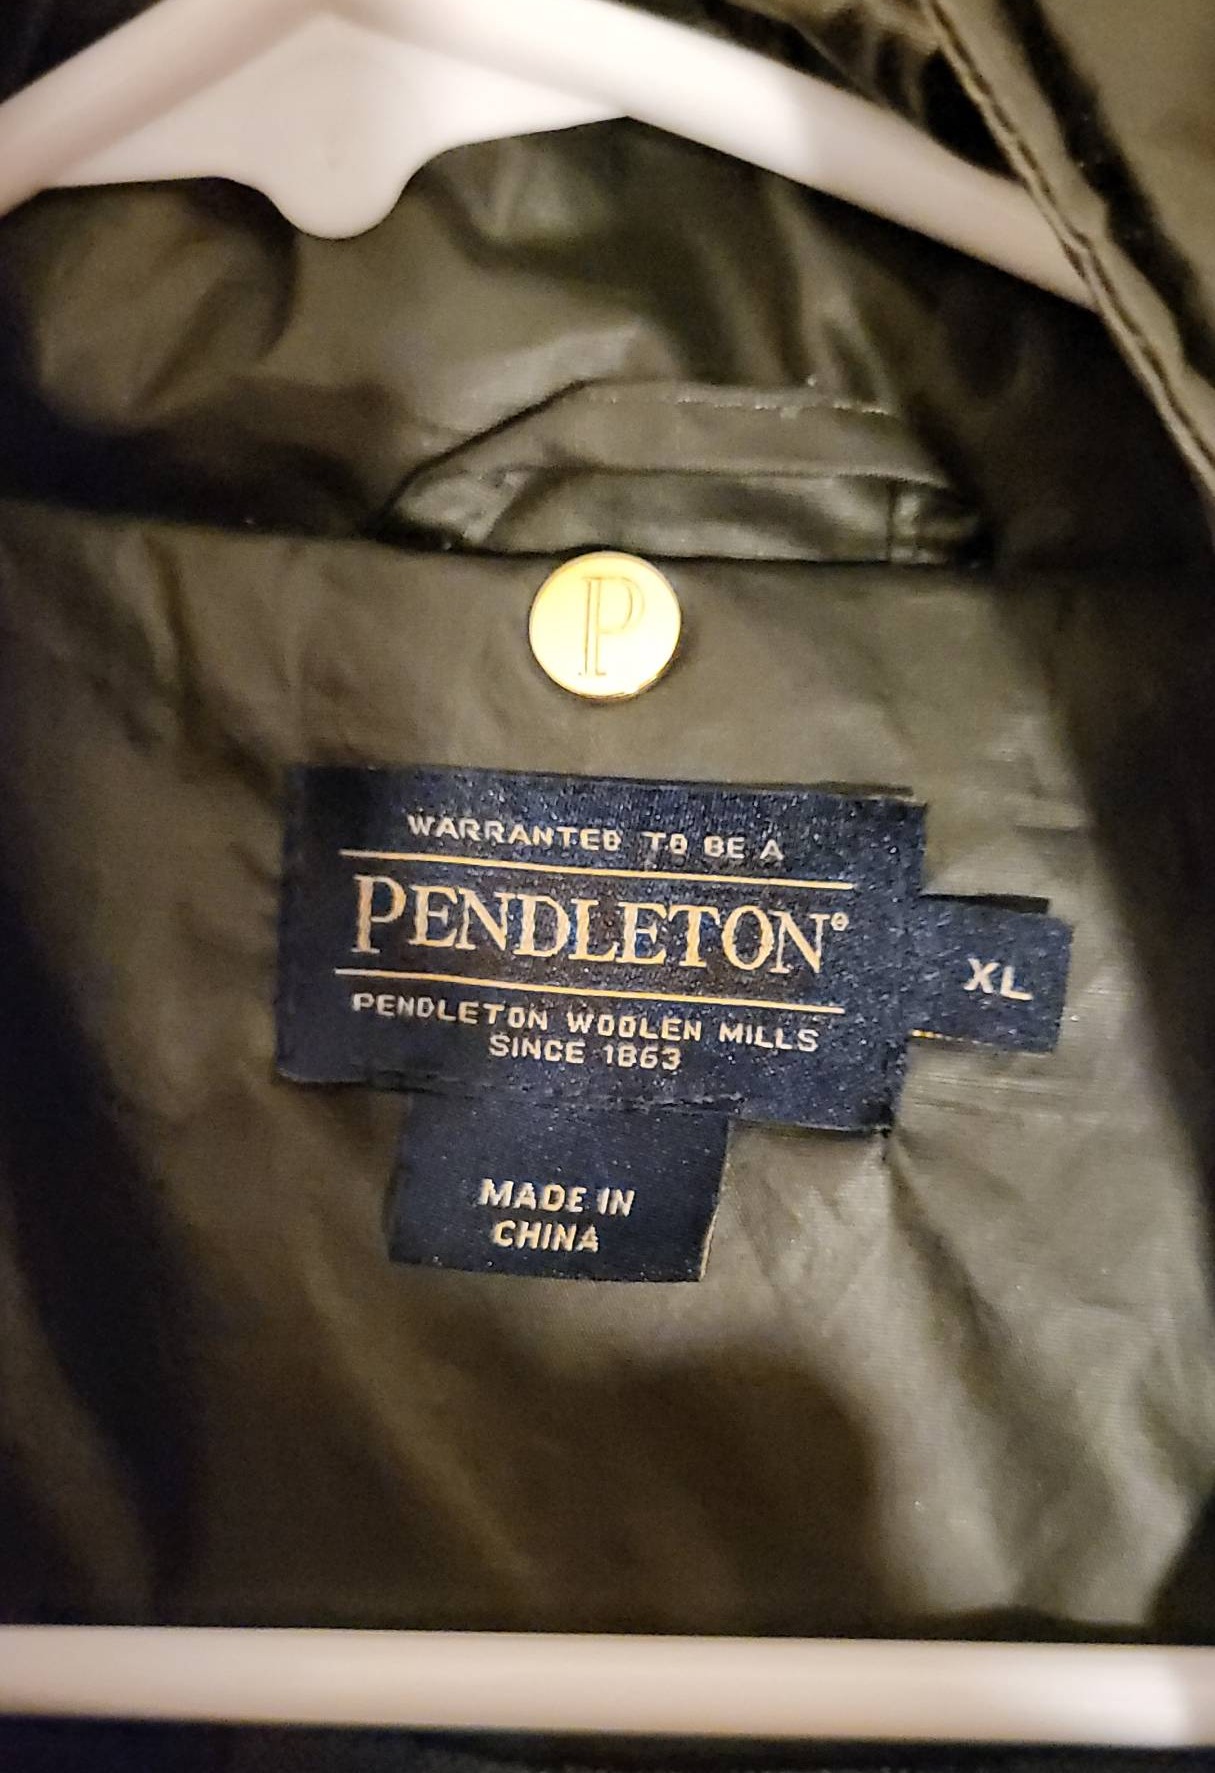 P
WARRANTED TO BE A
PENDLETON®
PENDLETON WOOLEN MILLS
SINCE 1863
XL
MADE IN
CHINA